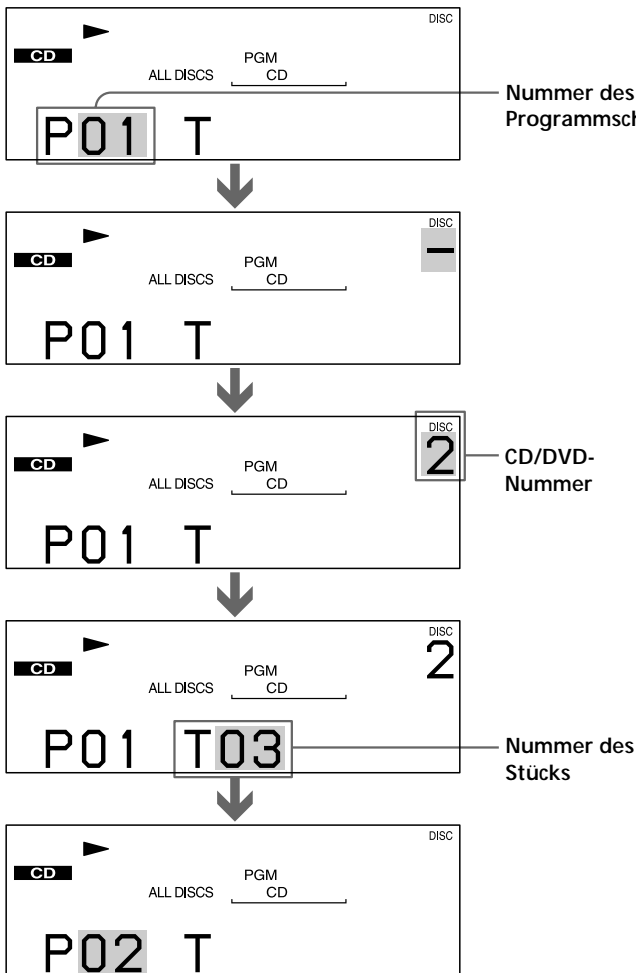 DISC
CD
PGM
ALL DISCS CD
Nummer des
P01 T
DISC
CD
PGM
ALL DISCS CD
P01 T
DISC
2
CD
CD/DVD-
Nummer
PGM
ALL DISCS CD
P01 T
DISC
2
CD
PGM
ALL DISCS CD
P01 T03
Nummer des
Stücks
DISC
CD
PGM
ALL DISCS CD
P02 T